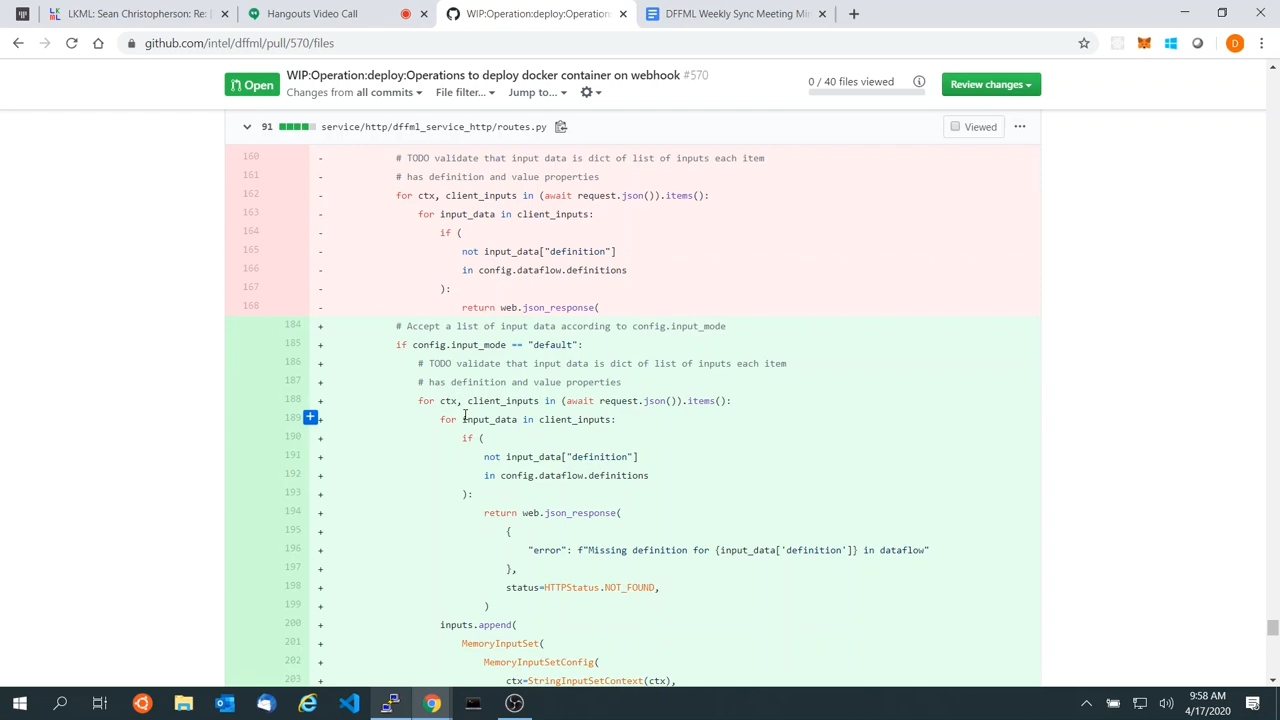 LKML: Sean Christopherson: Re: [
Hangouts Video Call
WIP:Operation:deploy:Operation
DFFML Weekly Sync Meeting Min
github.com/intel/dffml/pull/570/files
D
Open
WIP:Operation:deploy:Operations to deploy docker container on webhook #570
Changes from all commits
File filter...
Jump to...
0 / 40 files viewed
Review changes
91
service/http/dffml_service_http/routes.py
Viewed
160 - # TODO validate that input data is dict of list of inputs each item
161 - # has definition and value properties
162 - for ctx, client_inputs in (await request.json()).items():
163 - for input_data in client_inputs:
164 - if (
165 - not input_data["definition"]
166 - in config.dataflow.definitions
167 - ):
168 - return web.json_response(
184 + # Accept a list of input data according to config.input_mode
185 + if config.input_mode == "default":
186 + # TODO validate that input data is dict of list of inputs each item
187 + # has definition and value properties
188 + for ctx, client_inputs in (await request.json()).items():
189 + for input_data in client_inputs:
190 + if (
191 + not input_data["definition"]
192 + in config.dataflow.definitions
193 + ):
194 + return web.json_response(
195 + {
196 + "error": f"Missing definition for {input_data['definition']} in dataflow"
197 + },
198 + status=HTTPStatus.NOT_FOUND,
199 + )
200 + inputs.append(
201 + MemoryInputSet(
202 + MemoryInputSetConfig(
203 + ctx=StringInputSetContext(ctx),
9:58 AM
4/17/2020